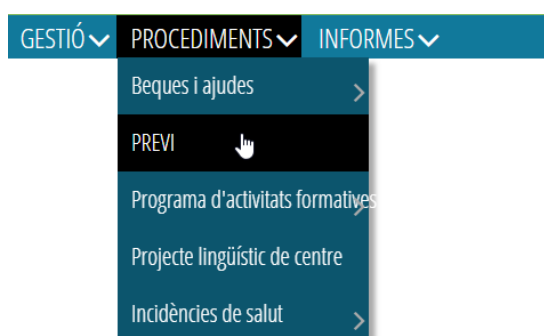 GESTIÓ PROCEDIMENTS INFORMES
Beques i ajudes
PREVI
Programa d'activitats formatives
Projecte lingüístic de centre
Incidències de salut